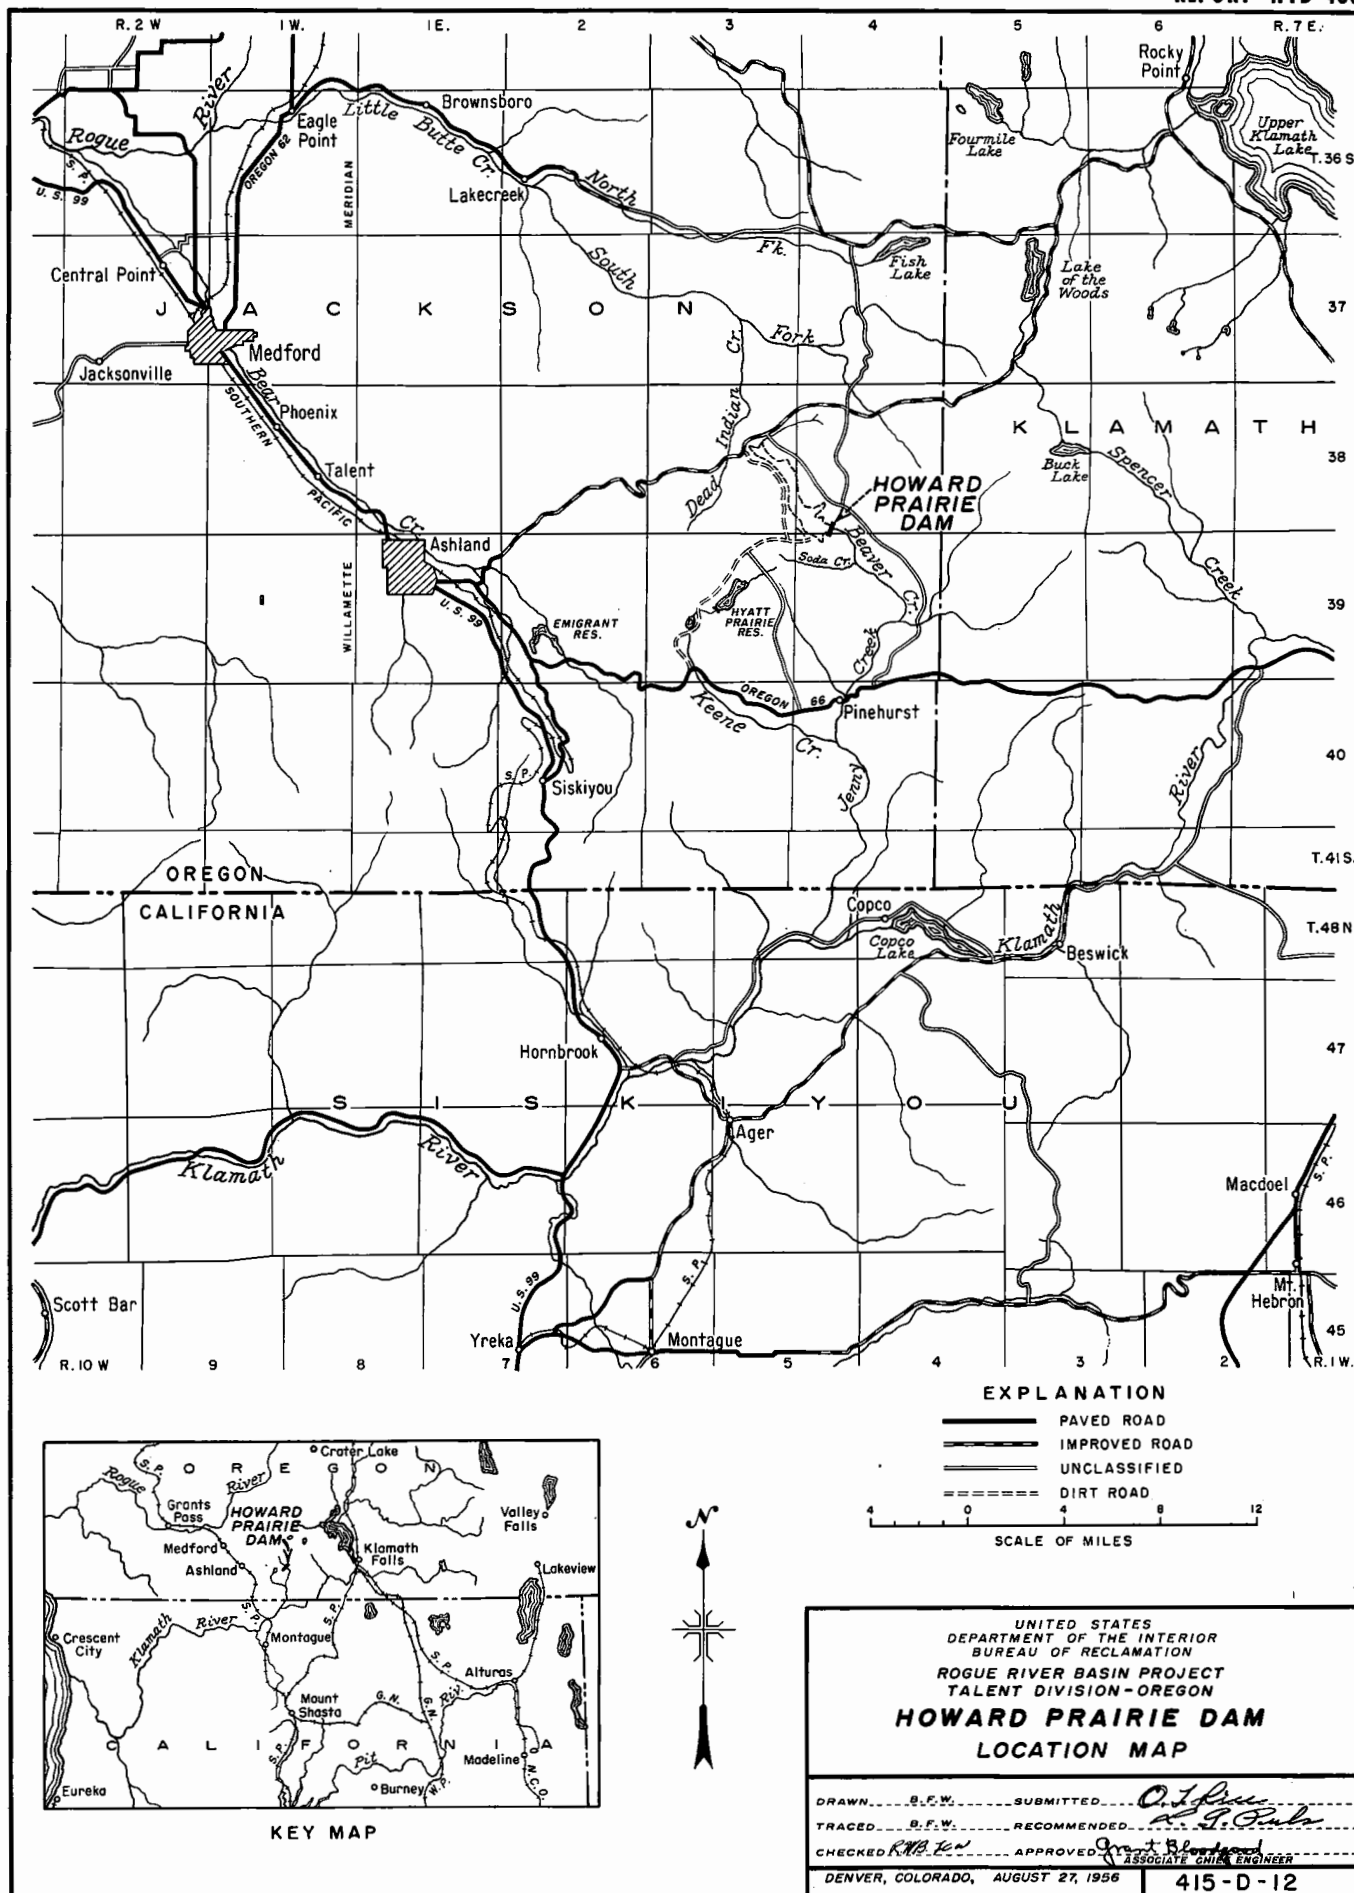 R. 2 W
1 W.
1 E.
2
3
4
5
6
R. 7 E.
Rocky
Point
Rogue
River
Eagle
Point
Little
Butte
Cr.
Brownsboro
Fourmile
Lake
Upper
Klamath
Lake
T. 36 S
S. P.
U. S. 99
OREGON 62
MERIDIAN
Lakecreek
North
Fk.
South
Fork
Fish
Lake
Lake
of the
Woods
Central Point
JACKSON
37
Medford
Jacksonville
Bear
Phoenix
SOUTHERN
Talent
PACIFIC
Cr.
Dead
Indian
Cr.
KLAMATH
Buck
Lake
Spencer
Creek
38
HOWARD
PRAIRIE
DAM
Ashland
Beaver
Cr.
Soda Cr.
WILLAMETTE
U. S. 99
EMIGRANT
RES.
HYATT
PRAIRIE
RES.
Creek
39
OREGON 66
Keene
Cr.
Pinehurst
Jenny
River
40
S. P.
Siskiyou
T. 41 S.
OREGON
CALIFORNIA
Copco
Copco
Lake
Klamath
Beswick
T. 48 N
Hornbrook
47
SISKIYOU
Ager
Klamath
River
Macdoel
S. P.
46
Scott Bar
U. S. 99
S. P.
Mt.
Hebron
Yreka
Montague
45
R. 10 W
9
8
7
6
5
4
3
2
R. 1 W.
EXPLANATION
PAVED ROAD
IMPROVED ROAD
UNCLASSIFIED
DIRT ROAD
4 0 4 8 12
SCALE OF MILES
N
Crater Lake
S. P.
OREGON
Rogue
River
Grants
Pass
HOWARD
PRAIRIE
DAM
Valley
Falls
Medford
Klamath
Falls
Ashland
Lakeview
Klamath
River
S. P.
S. P.
Crescent
City
Montague
S. P.
Alturas
Mount
Shasta
G. N.
G. N.
Riv.
CALIFORNIA
S. P.
Pit
Madeline
Eureka
Burney
W. P.
N. C. O.
KEY MAP
UNITED STATES
DEPARTMENT OF THE INTERIOR
BUREAU OF RECLAMATION
ROGUE RIVER BASIN PROJECT
TALENT DIVISION-OREGON
HOWARD PRAIRIE DAM
LOCATION MAP
DRAWN B.F.W. SUBMITTED
TRACED B.F.W. RECOMMENDED
CHECKED APPROVED Grant Bloodgood
ASSOCIATE CHIEF ENGINEER
DENVER, COLORADO, AUGUST 27, 1956
415-D-12